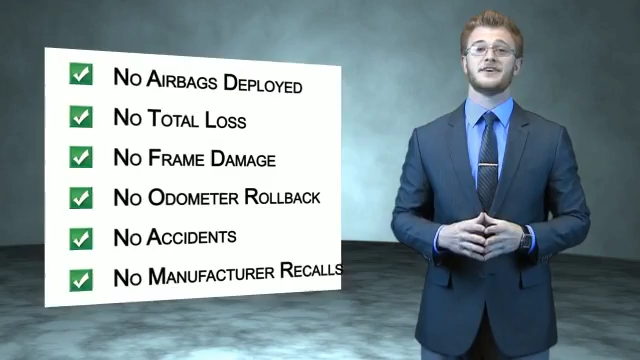 No Airbags Deployed
No Total Loss
No Frame Damage
No Odometer Rollback
No Accidents
No Manufacturer Recalls